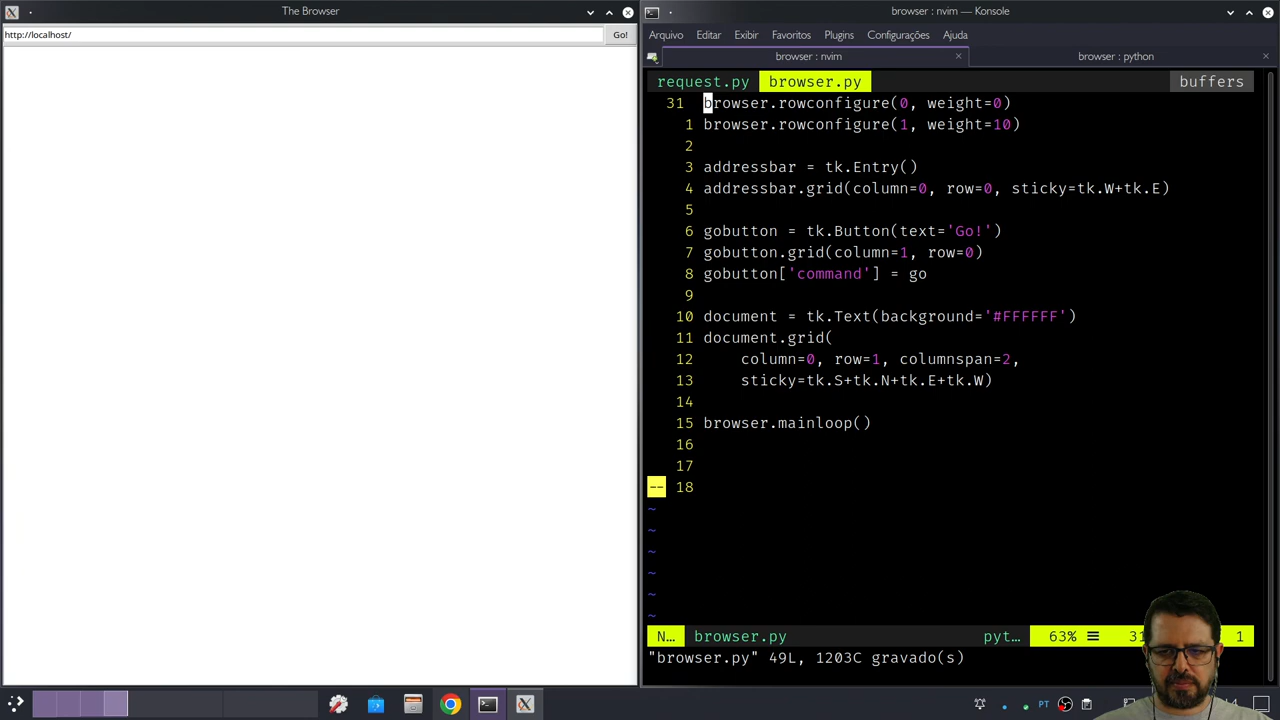 The Browser
http://localhost/
Go!
browser : nvim — Konsole
Arquivo Editar Exibir Favoritos Plugins Configurações Ajuda
browser : nvim
browser : python
request.py browser.py buffers
31 browser.rowconfigure(0, weight=0)
1 browser.rowconfigure(1, weight=10)
2
3 addressbar = tk.Entry()
4 addressbar.grid(column=0, row=0, sticky=tk.W+tk.E)
5
6 gobutton = tk.Button(text='Go!')
7 gobutton.grid(column=1, row=0)
8 gobutton['command'] = go
9
10 document = tk.Text(background='#FFFFFF')
11 document.grid(
12 column=0, row=1, columnspan=2,
13 sticky=tk.S+tk.N+tk.E+tk.W)
14
15 browser.mainloop()
16
17
-- 18
~
~
~
~
~
~
N… browser.py pyt… 63% ☰ 31 1
"browser.py" 49L, 1203C gravado(s)
PT